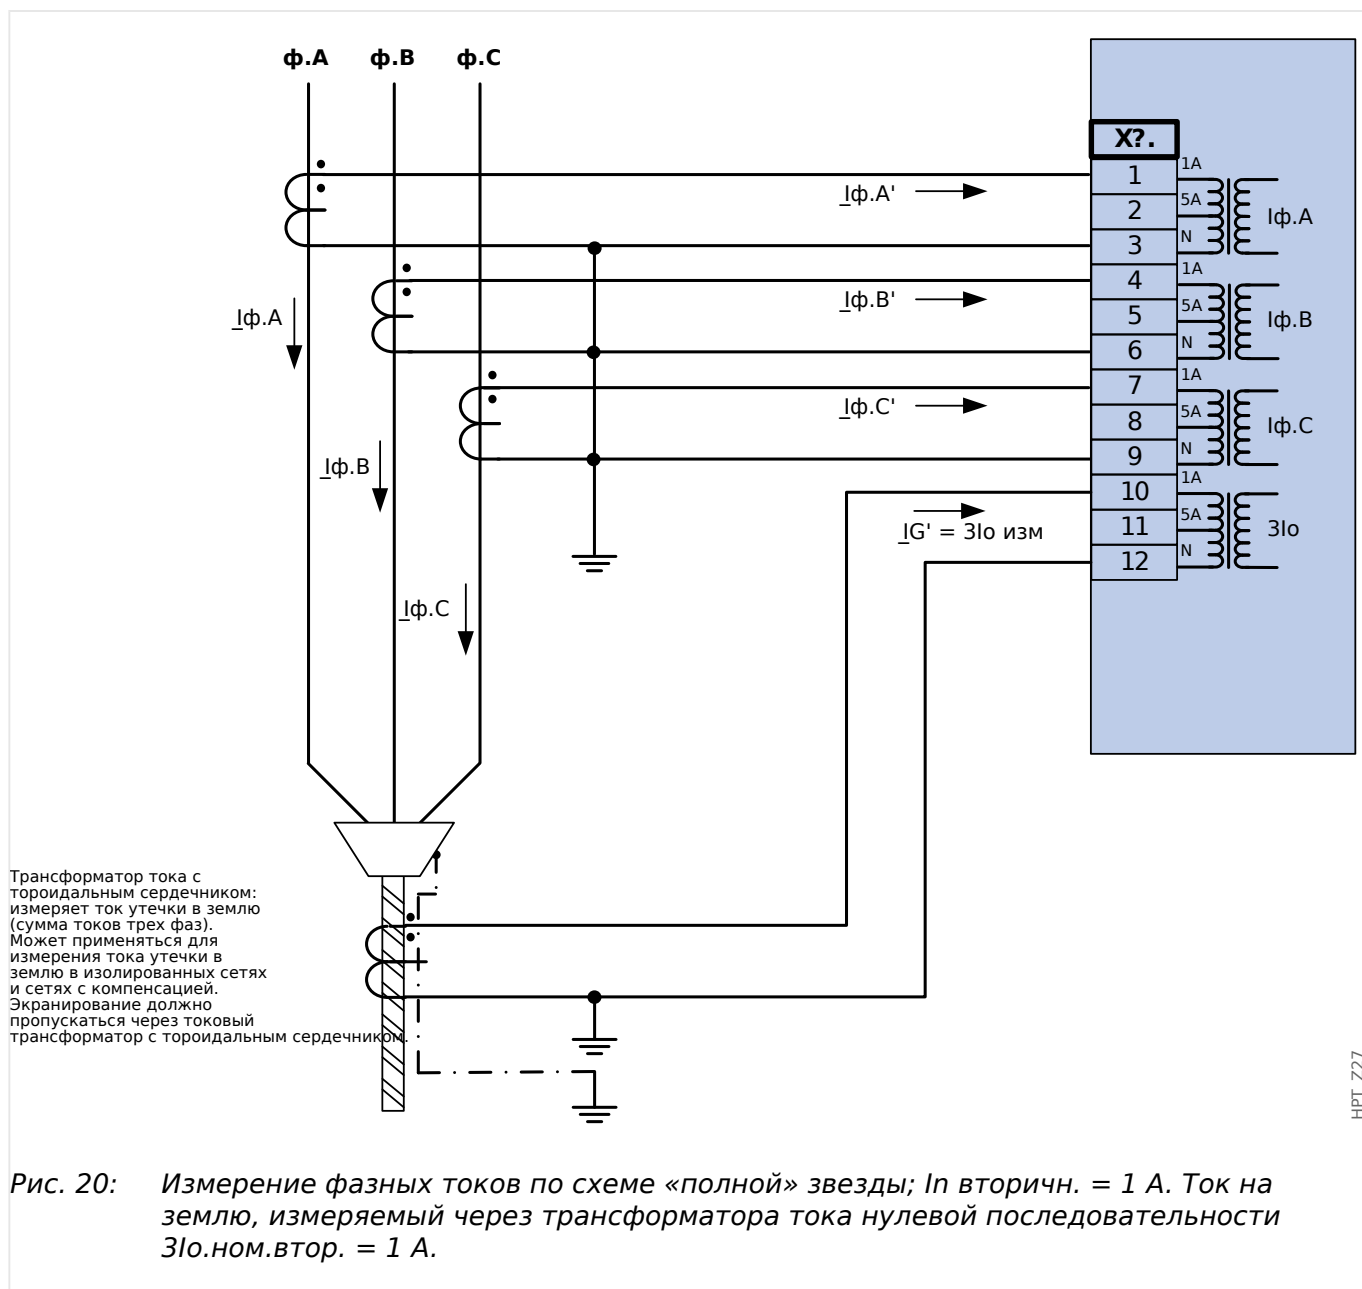 ф.A ф.B ф.C
X?.
1
2
3
4
5
6
7
8
9
10
11
12
1A
5A
N
Iф.A
1A
5A
N
Iф.B
1A
5A
N
Iф.C
1A
5A
N
3Io
_Iф.A'
_Iф.B'
_Iф.C'
_IG' = 3Io изм
_Iф.A
_Iф.B
_Iф.C
Трансформатор тока с
тороидальным сердечником:
измеряет ток утечки в землю
(сумма токов трех фаз).
Может применяться для
измерения тока утечки в
землю в изолированных сетях
и сетях с компенсацией.
Экранирование должно
пропускаться через токовый
трансформатор с тороидальным сердечником.
HPT_Z27
Рис. 20: Измерение фазных токов по схеме «полной» звезды; In вторичн. = 1 А. Ток на
землю, измеряемый через трансформатора тока нулевой последовательности
3Io.ном.втор. = 1 А.